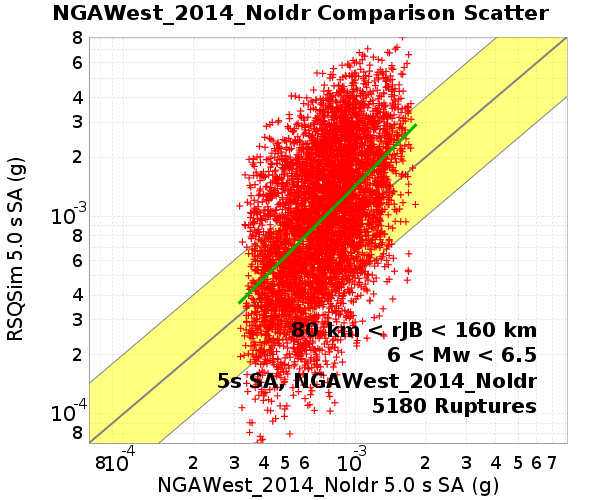 NGAWest_2014_NoIdr Comparison Scatter
8
6
4
3
2
10-3
8
6
4
3
2
10-4
8
RSQSim 5.0 s SA (g)
80 km < rJB < 160 km
6 < Mw < 6.5
5s SA, NGAWest_2014_NoIdr
5180 Ruptures
8 10-4 2 3 4 5 6 10-3 2 3 4 5 6 7
NGAWest_2014_NoIdr 5.0 s SA (g)